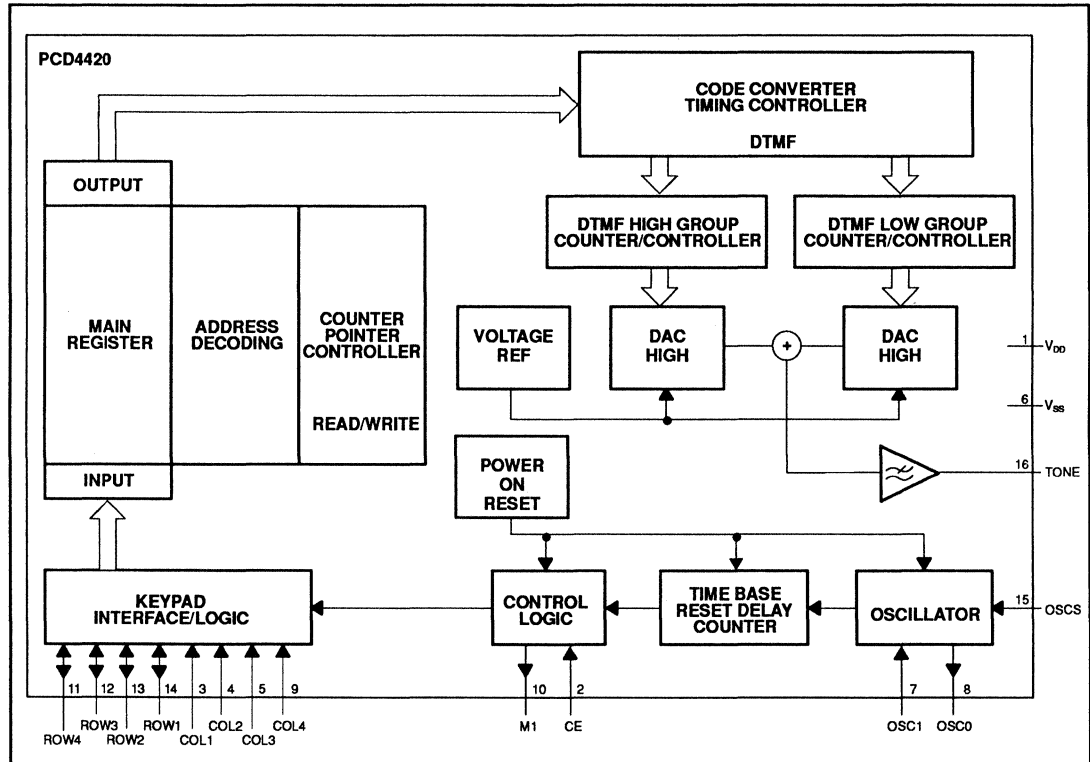 PCD4420
CODE CONVERTER
TIMING CONTROLLER
DTMF
OUTPUT
DTMF HIGH GROUP
COUNTER/CONTROLLER
DTMF LOW GROUP
COUNTER/CONTROLLER
MAIN
REGISTER
ADDRESS
DECODING
COUNTER
POINTER
CONTROLLER
READ/WRITE
VOLTAGE
REF
DAC
HIGH
+
DAC
HIGH
1 VDD
6 VSS
INPUT
POWER
ON
RESET
16 TONE
KEYPAD
INTERFACE/LOGIC
CONTROL
LOGIC
TIME BASE
RESET DELAY
COUNTER
OSCILLATOR
15 OSCS
11 12 13 14 3 4 5 9 10 2 7 8
ROW4 ROW3 ROW2 ROW1 COL1 COL2 COL3 COL4 M1 CE OSC1 OSC0